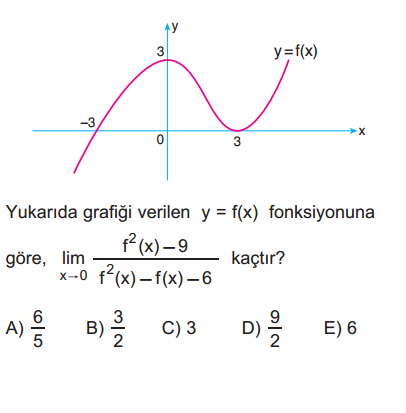 y
3
y=f(x)
–3
x
0
3
Yukarıda grafiği verilen y = f(x) fonksiyonuna
göre, lim x→0 f²(x) – 9 / f²(x) – f(x) – 6 kaçtır?
A) 6/5 B) 3/2 C) 3 D) 9/2 E) 6